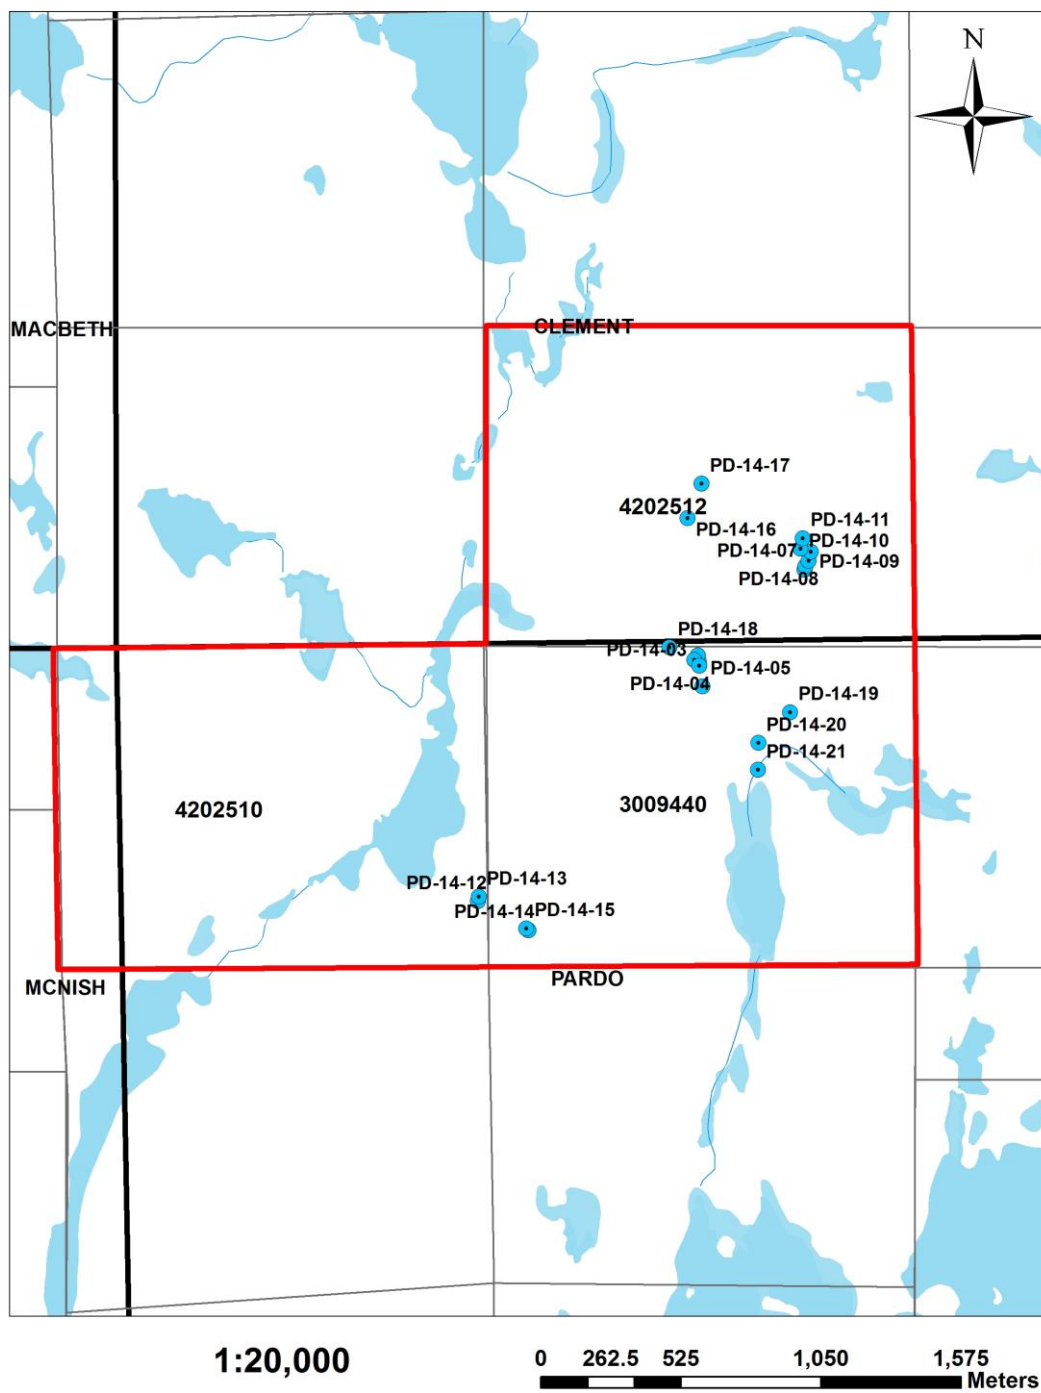 N
MACBETH
CLEMENT
PD-14-17
4202512
PD-14-16
PD-14-11
PD-14-10
PD-14-07
PD-14-09
PD-14-08
PD-14-18
PD-14-03
PD-14-05
PD-14-04
PD-14-19
PD-14-20
PD-14-21
4202510
3009440
PD-14-12
PD-14-13
PD-14-14
PD-14-15
MCNISH
PARDO
1:20,000
0 262.5 525 1,050 1,575
Meters